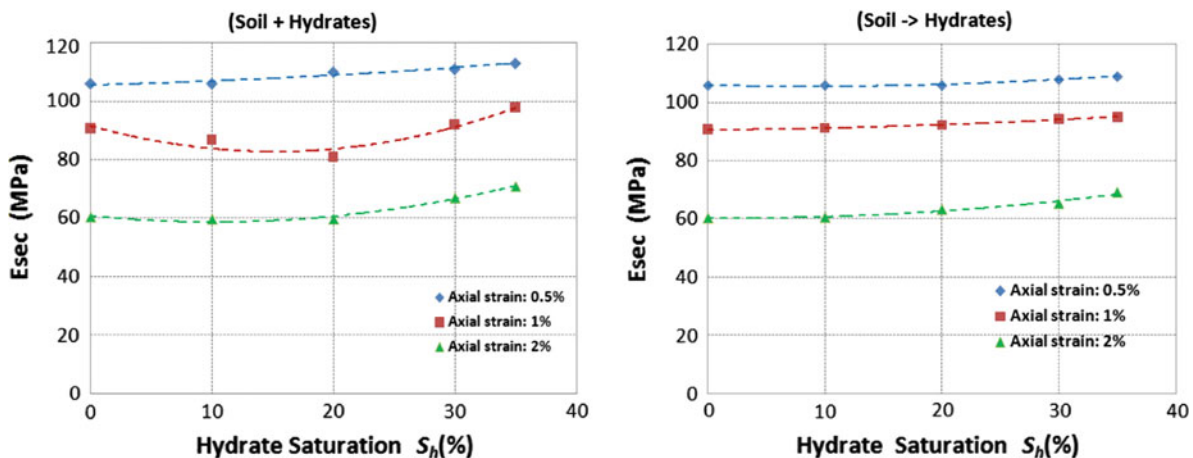 (Soil + Hydrates)
120
100
80
60
40
20
0
Esec (MPa)
Axial strain: 0.5%
Axial strain: 1%
Axial strain: 2%
0 10 20 30 40
Hydrate Saturation Sh(%)
(Soil -> Hydrates)
120
100
80
60
40
20
0
Esec (MPa)
Axial strain: 0.5%
Axial strain: 1%
Axial strain: 2%
0 10 20 30 40
Hydrate Saturation Sh(%)